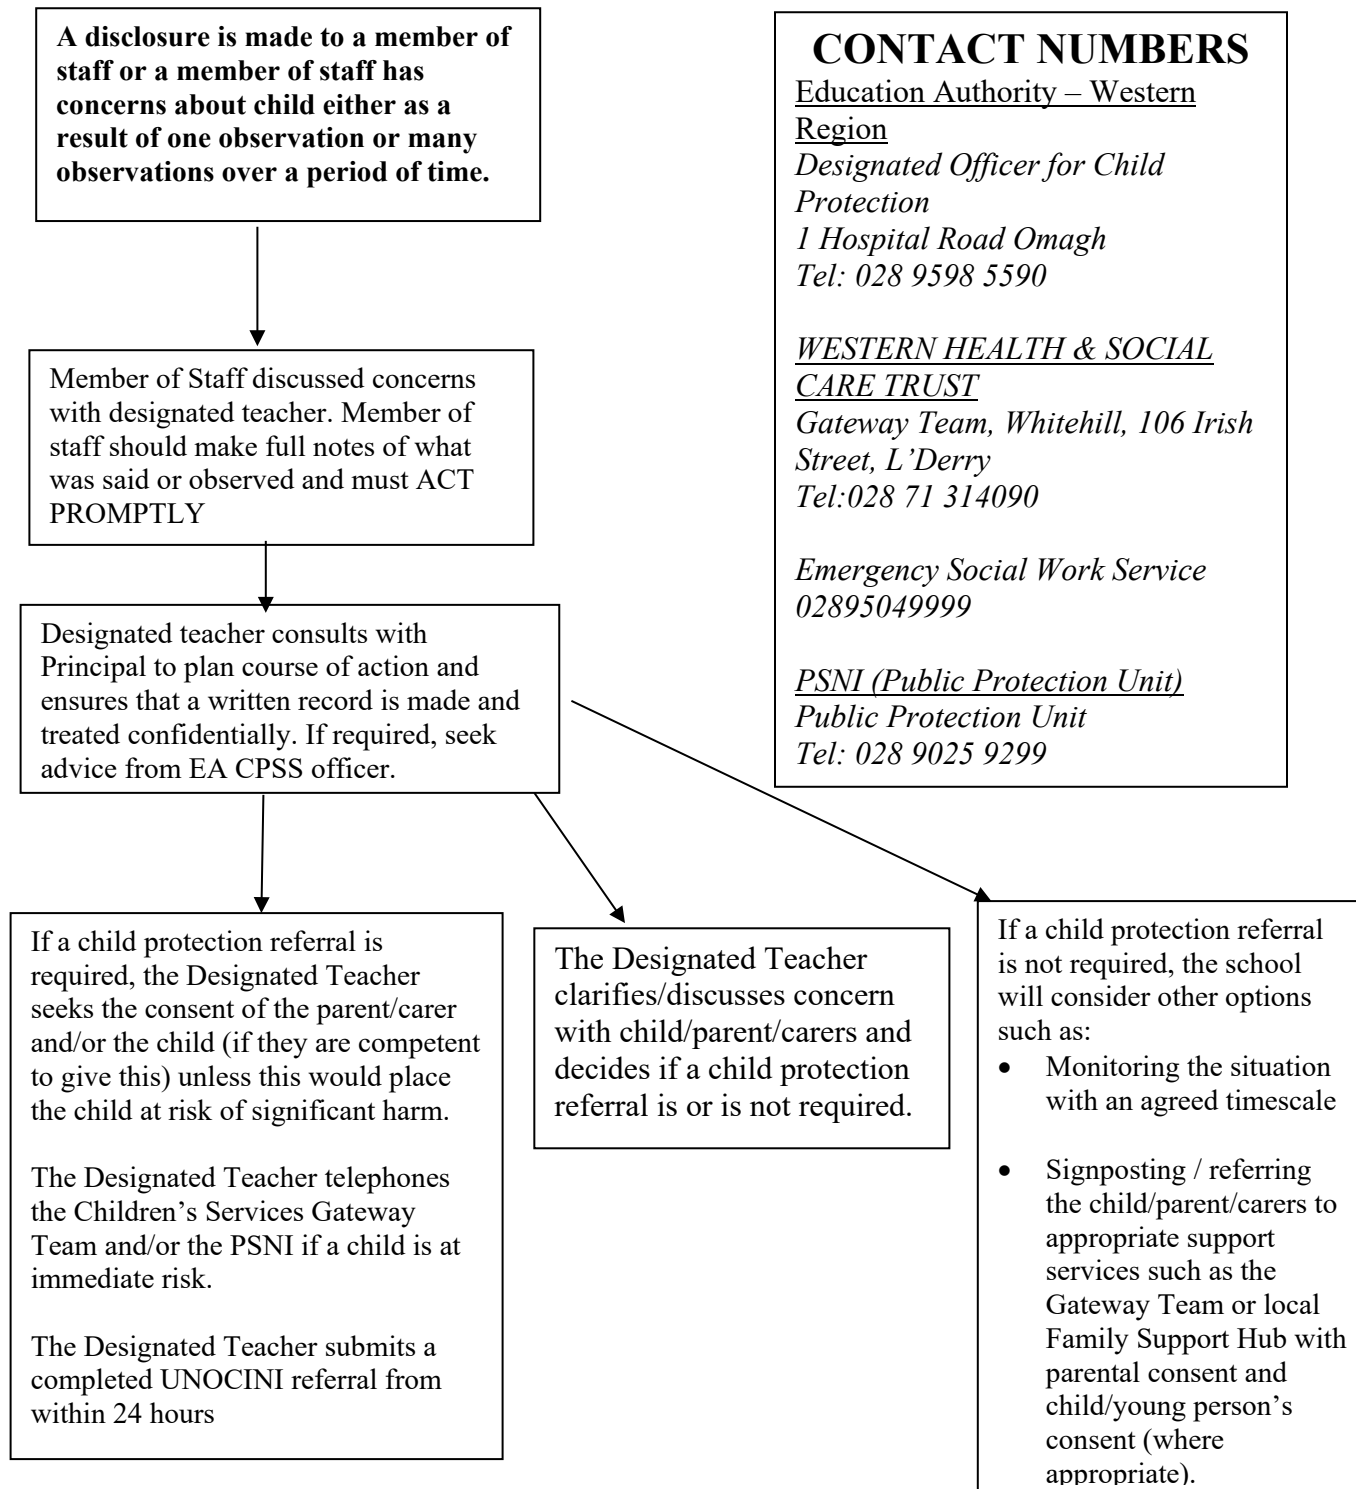 A disclosure is made to a member of
staff or a member of staff has
concerns about child either as a
result of one observation or many
observations over a period of time.
CONTACT NUMBERS
Education Authority – Western
Region
Designated Officer for Child
Protection
1 Hospital Road Omagh
Tel: 028 9598 5590
WESTERN HEALTH & SOCIAL
CARE TRUST
Gateway Team, Whitehill, 106 Irish
Street, L’Derry
Tel:028 71 314090
Emergency Social Work Service
02895049999
PSNI (Public Protection Unit)
Public Protection Unit
Tel: 028 9025 9299
Member of Staff discussed concerns
with designated teacher. Member of
staff should make full notes of what
was said or observed and must ACT
PROMPTLY
Designated teacher consults with
Principal to plan course of action and
ensures that a written record is made and
treated confidentially. If required, seek
advice from EA CPSS officer.
If a child protection referral is
required, the Designated Teacher
seeks the consent of the parent/carer
and/or the child (if they are competent
to give this) unless this would place
the child at risk of significant harm.
The Designated Teacher telephones
the Children’s Services Gateway
Team and/or the PSNI if a child is at
immediate risk.
The Designated Teacher submits a
completed UNOCINI referral from
within 24 hours
The Designated Teacher
clarifies/discusses concern
with child/parent/carers and
decides if a child protection
referral is or is not required.
If a child protection referral
is not required, the school
will consider other options
such as:
• Monitoring the situation
with an agreed timescale
• Signposting / referring
the child/parent/carers to
appropriate support
services such as the
Gateway Team or local
Family Support Hub with
parental consent and
child/young person’s
consent (where
appropriate).